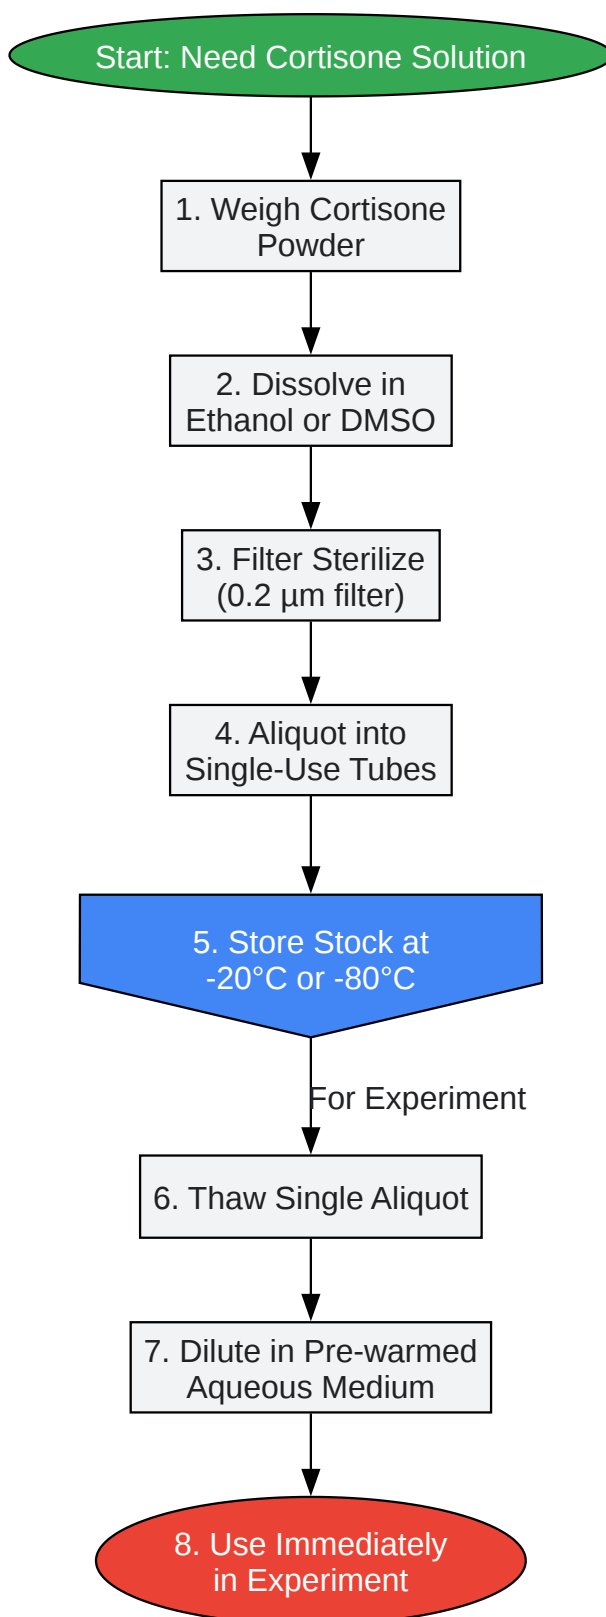 Start: Need Cortisone Solution
1. Weigh Cortisone
Powder
2. Dissolve in
Ethanol or DMSO
3. Filter Sterilize
(0.2 µm filter)
4. Aliquot into
Single-Use Tubes
5. Store Stock at
-20°C or -80°C
For Experiment
6. Thaw Single Aliquot
7. Dilute in Pre-warmed
Aqueous Medium
8. Use Immediately
in Experiment